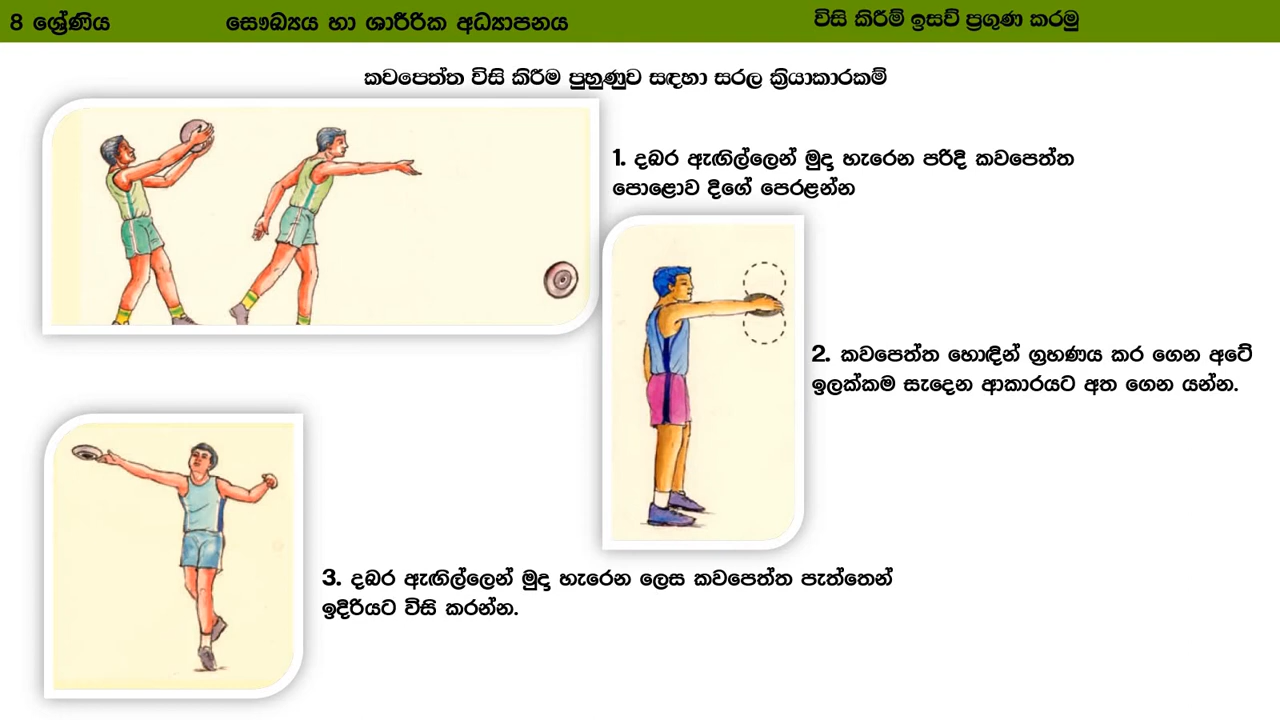 8 ශ්‍රේණිය
සෞඛ්‍යය හා ශාරීරික අධ්‍යාපනය
විසි කිරීම් ඉසව් ප්‍රගුණ කරමු
කවපෙත්ත විසි කිරීම පුහුණුව සඳහා සරල ක්‍රියාකාරකම්
1. දබර ඇඟිල්ලෙන් මුදා හැරෙන පරිදි කවපෙත්ත
පොළොව දිගේ පෙරළන්න
2. කවපෙත්ත හොඳින් ග්‍රහණය කර ගෙන අටේ
ඉලක්කම සැදෙන ආකාරයට අත ගෙන යන්න.
3. දබර ඇඟිල්ලෙන් මුදා හැරෙන ලෙස කවපෙත්ත පැත්තෙන්
ඉදිරියට විසි කරන්න.